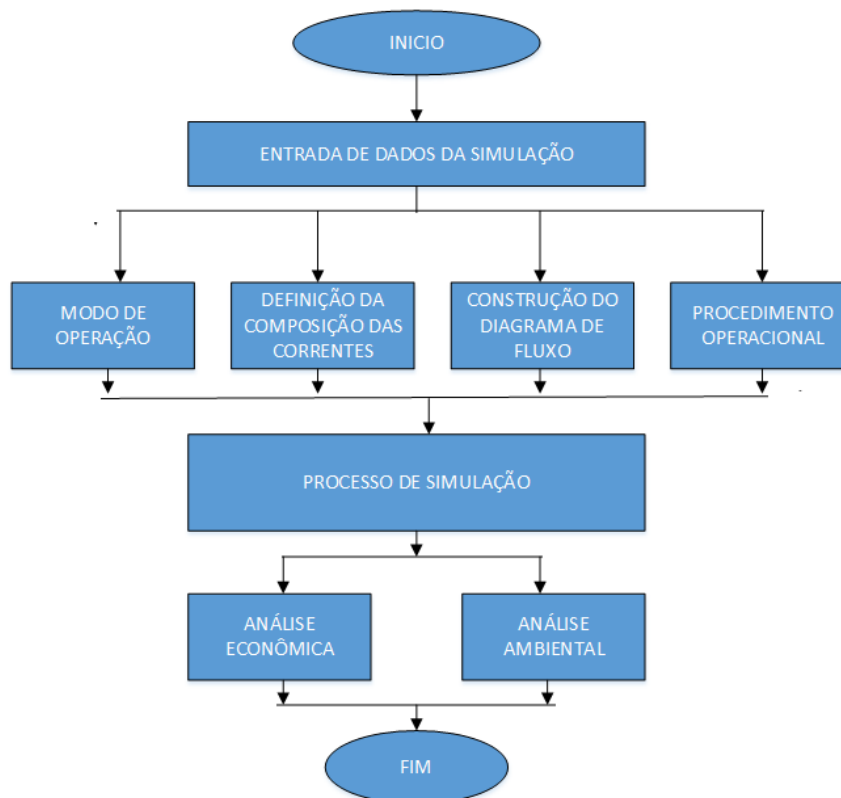 INICIO
ENTRADA DE DADOS DA SIMULAÇÃO
MODO DE
OPERAÇÃO
DEFINIÇÃO DA
COMPOSIÇÃO DAS
CORRENTES
CONSTRUÇÃO DO
DIAGRAMA DE
FLUXO
PROCEDIMENTO
OPERACIONAL
PROCESSO DE SIMULAÇÃO
ANÁLISE
ECONÔMICA
ANÁLISE
AMBIENTAL
FIM